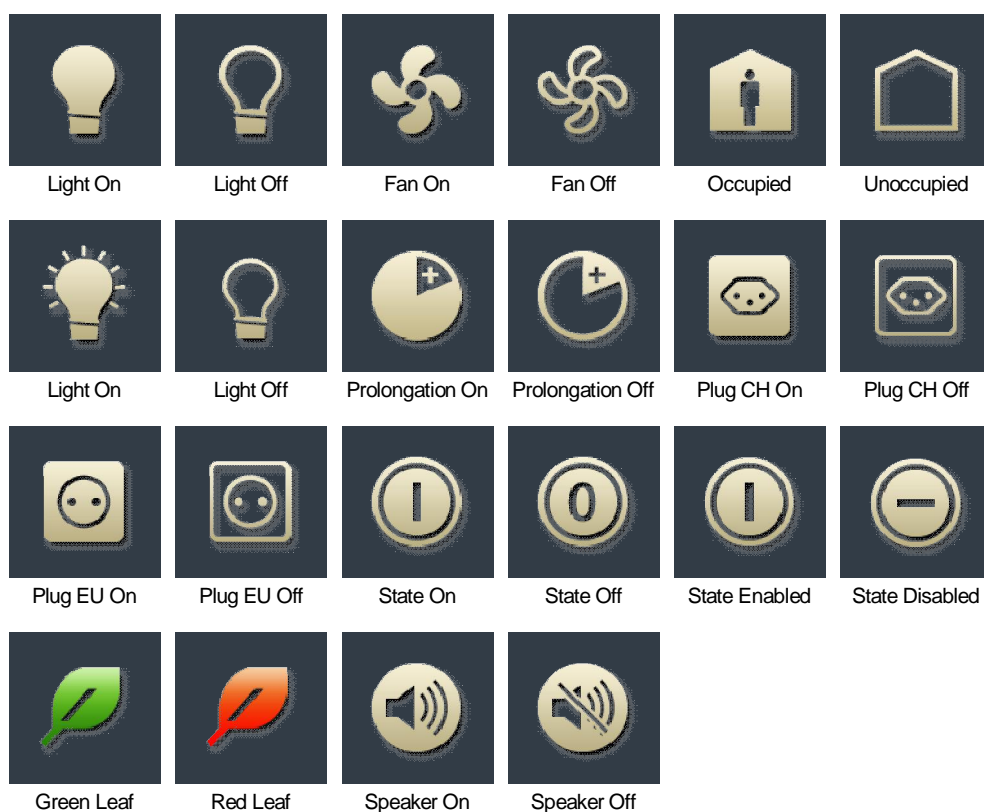 Light On Light Off Fan On Fan Off Occupied Unoccupied
Light On Light Off Prolongation On Prolongation Off Plug CH On Plug CH Off
0
Plug EU On Plug EU Off State On State Off State Enabled State Disabled
Green Leaf Red Leaf Speaker On Speaker Off